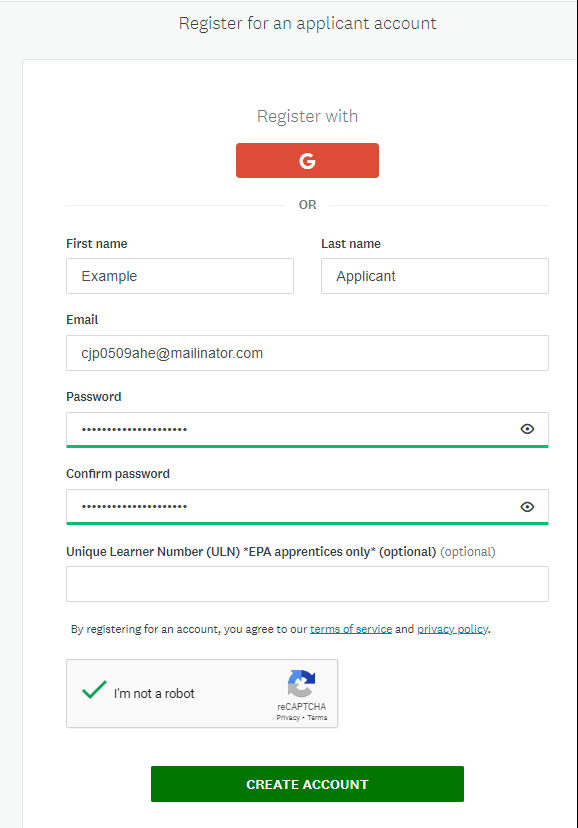 Register for an applicant account
Register with
G
OR
First name Last name
Example Applicant
Email
cjp0509ahe@mailinator.com
Password
•••••••••••••••••••••
Confirm password
•••••••••••••••••••••
Unique Learner Number (ULN) *EPA apprentices only* (optional) (optional)
By registering for an account, you agree to our terms of service and privacy policy.
I'm not a robot
reCAPTCHA
Privacy - Terms
CREATE ACCOUNT